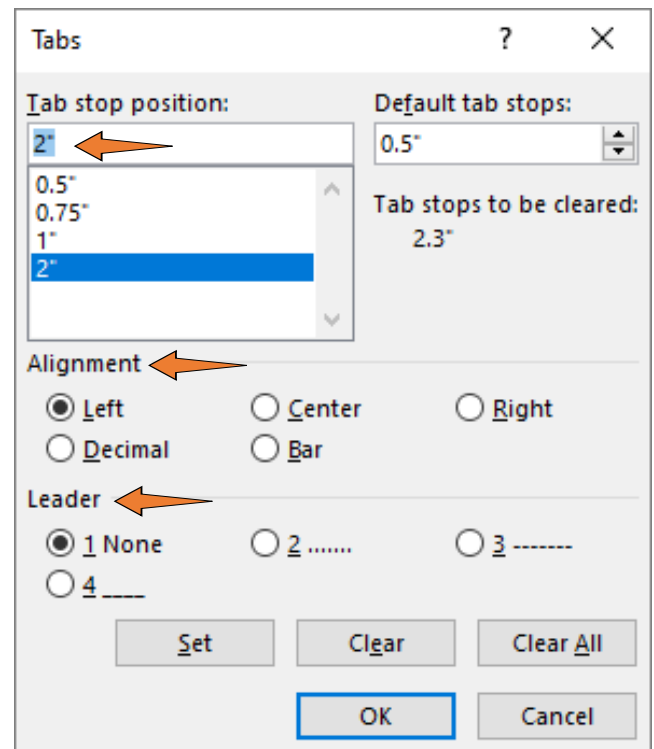 Tabs ? ×
Tab stop position: Default tab stops:
2" 0.5"
0.5"
0.75"
1"
2"
Tab stops to be cleared:
2.3"
Alignment
Left Center Right
Decimal Bar
Leader
1 None 2 ....... 3 -------
4 ____
Set Clear Clear All
OK Cancel